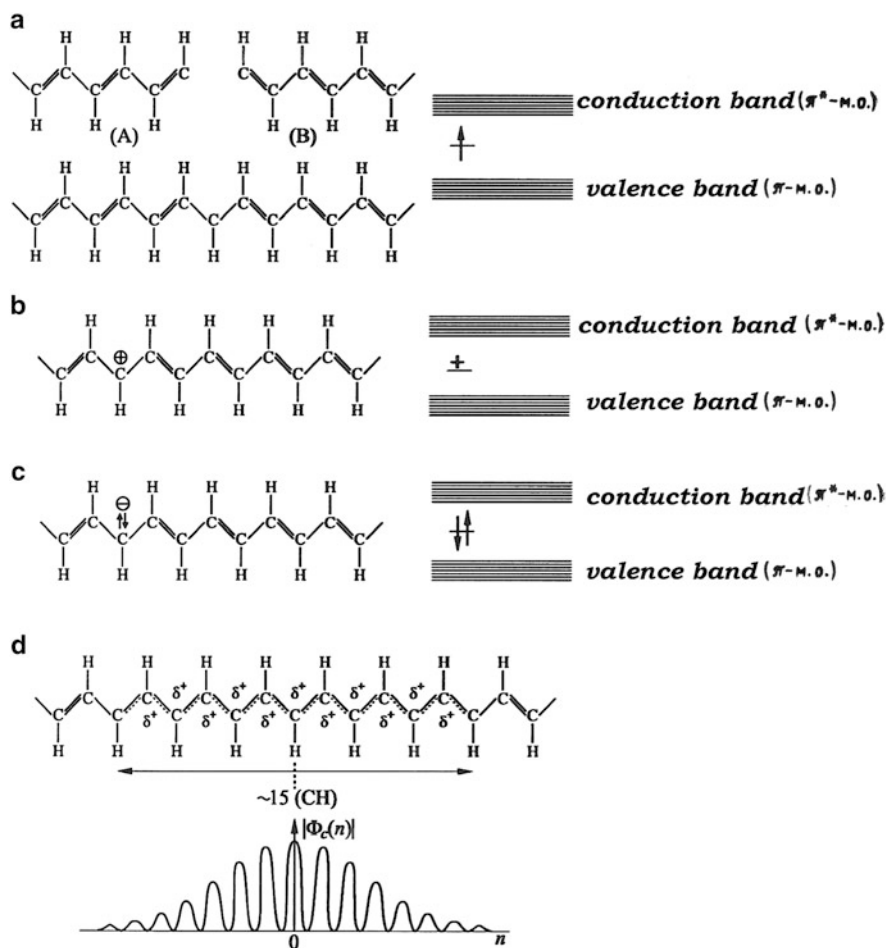 a
H H H H H H
C C C C C C
C C C C C C
H H H H H H
(A) (B)
conduction band (π*-M.O.)
valence band (π-M.O.)
H H H H H H
C C C C C C
C C C C C C C
H H H H H H H
b
H H H H H
⊕
C C C C C
C C C C C C
H H H H H H
conduction band (π*-M.O.)
+
valence band (π-M.O.)
c
H H H H H
⊖
C C C C C
C C C C C C
H H H H H H
conduction band (π*-M.O.)
valence band (π-M.O.)
d
H H H H H H H H
δ+ δ+ δ+ δ+ δ+
C C C C C C C C
δ+ δ+ δ+ δ+ δ+ δ+
C C C C C C C C C
H H H H H H H H H
~15 (CH)
|Φc(n)|
0 n